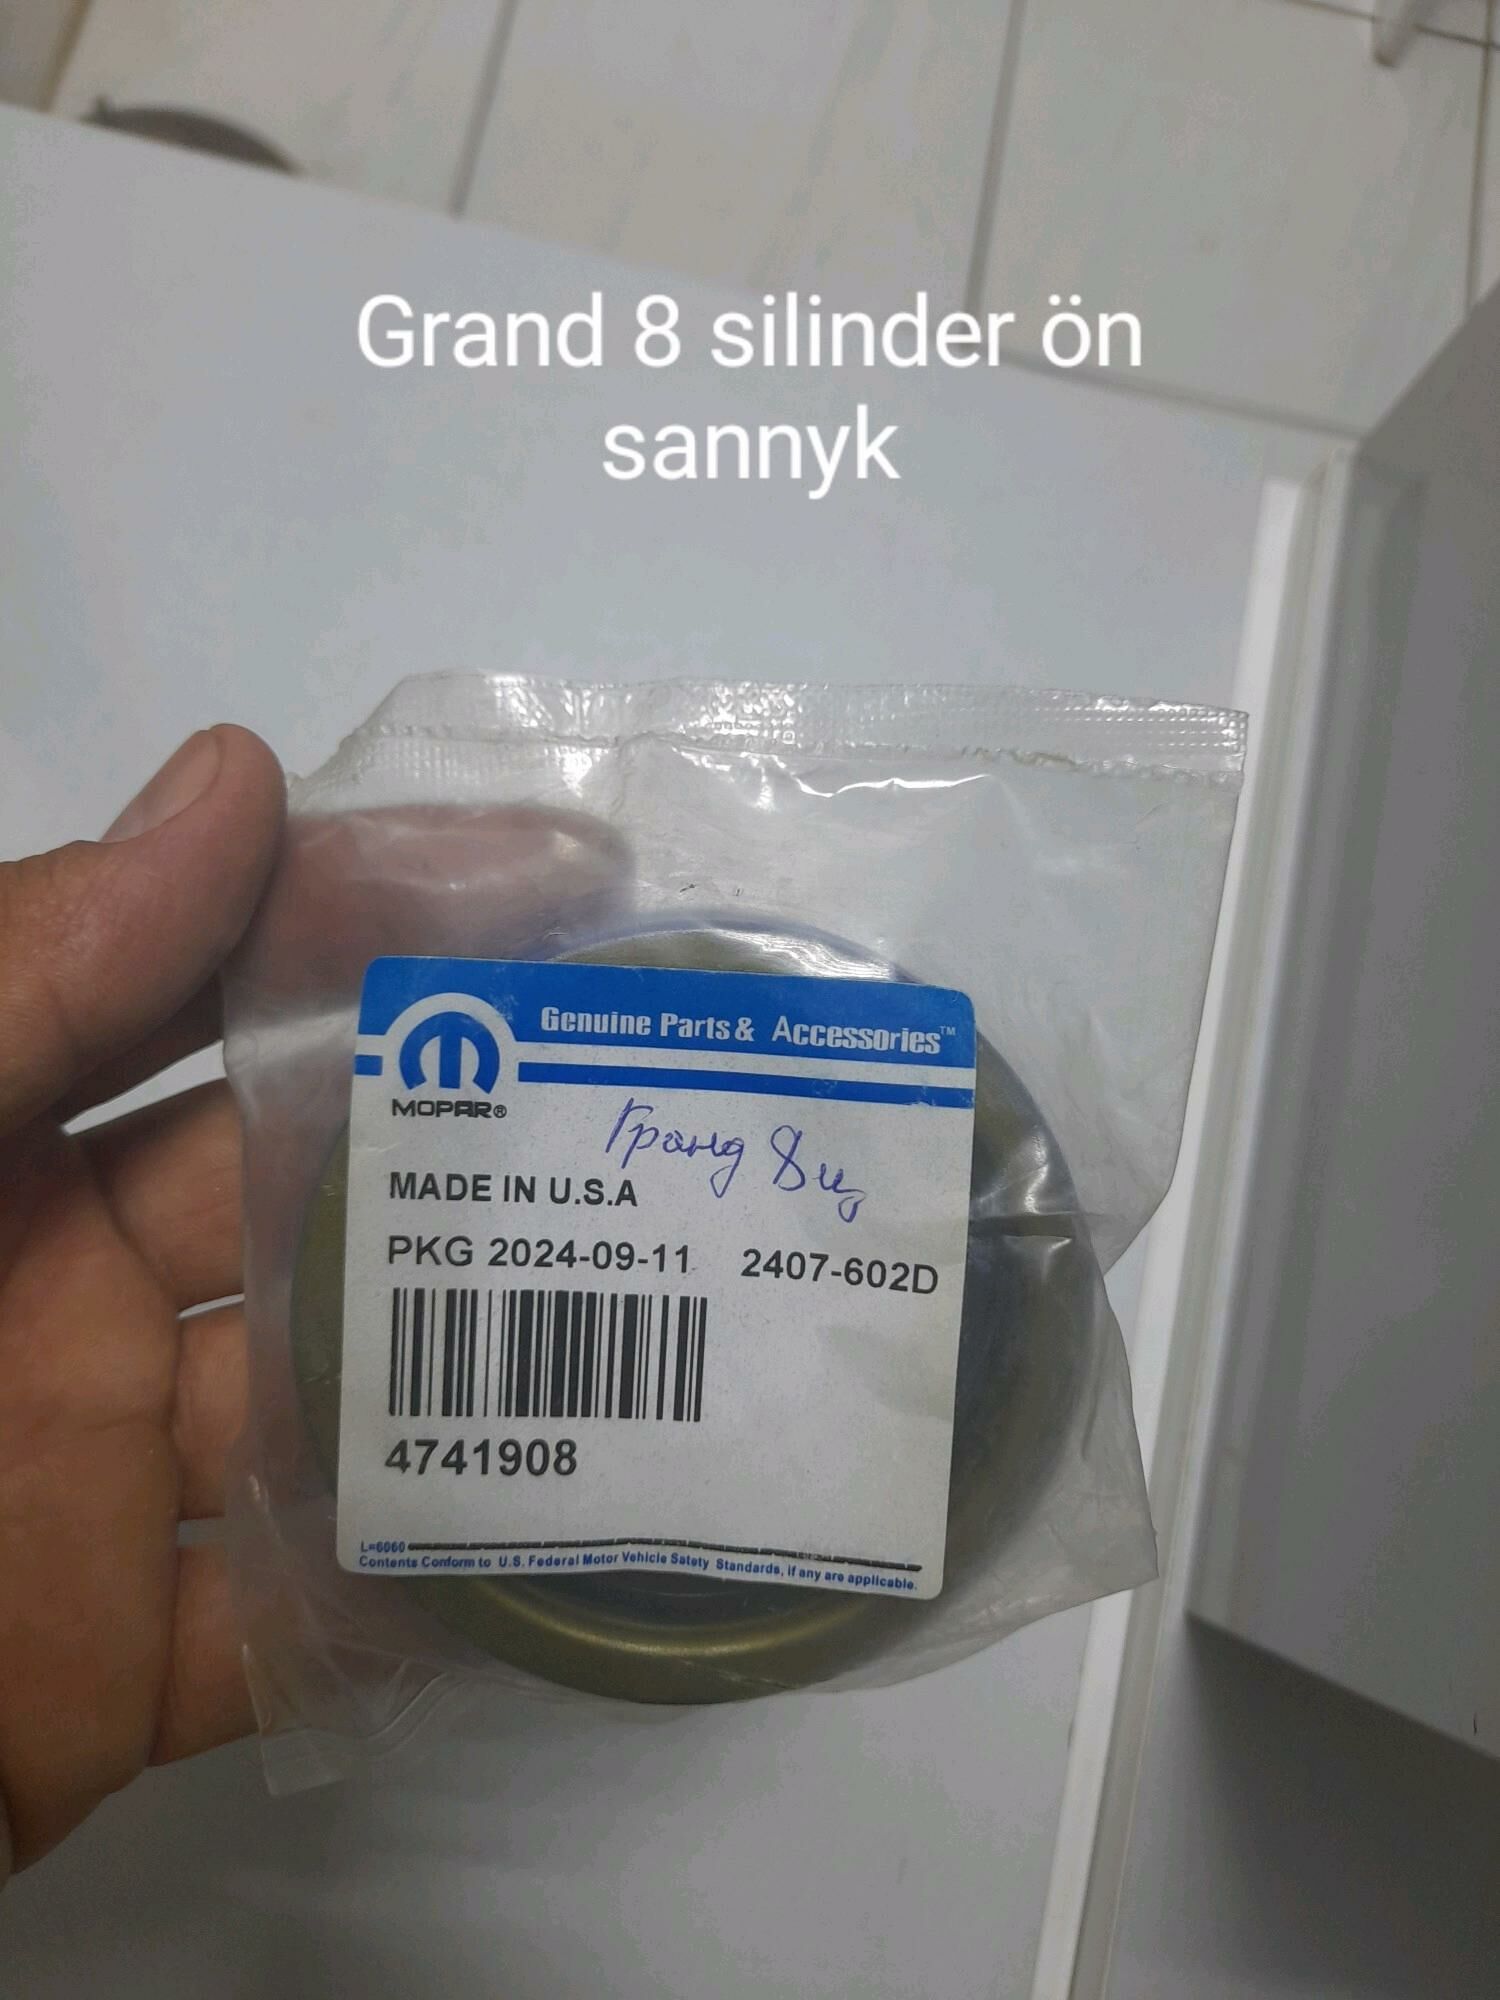 Grand 8 silinder ön
sannyk
Genuine Parts & Accessories™
MOPAR®
Гранд 8ц
MADE IN U.S.A
PKG 2024-09-11 2407-602D
4741908
L=6060
Contents Conform to U.S. Federal Motor Vehicle Safety Standards, if any are applicable.